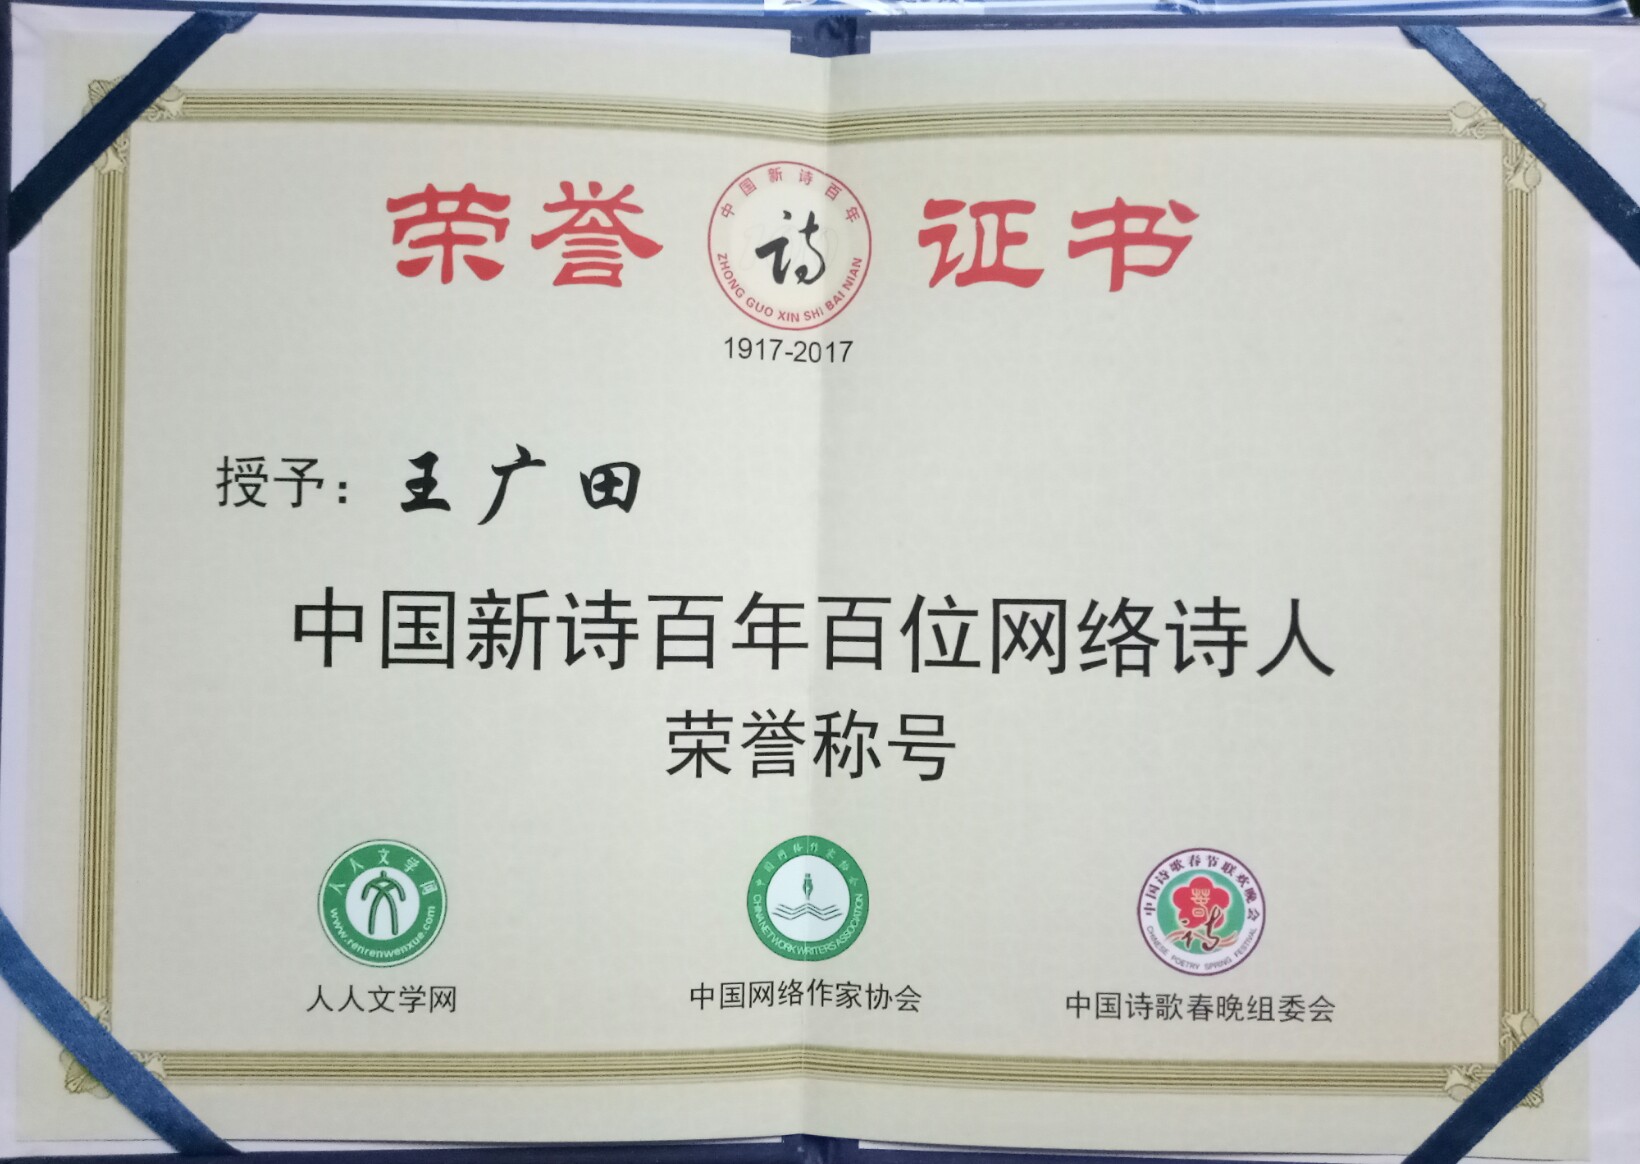 荣誉证书
中国新诗百年
诗
ZHONG GUO XIN SHI BAI NIAN
1917-2017
授予：王广田
中国新诗百年百位网络诗人
荣誉称号
人人文学网
www.renrenwenxue.com
中国网络作家协会
CHINA NETWORK WRITERS ASSOCIATION
中国诗歌春节联欢晚会
诗
CHINESE POETRY SPRING FESTIVAL
人人文学网
中国网络作家协会
中国诗歌春晚组委会